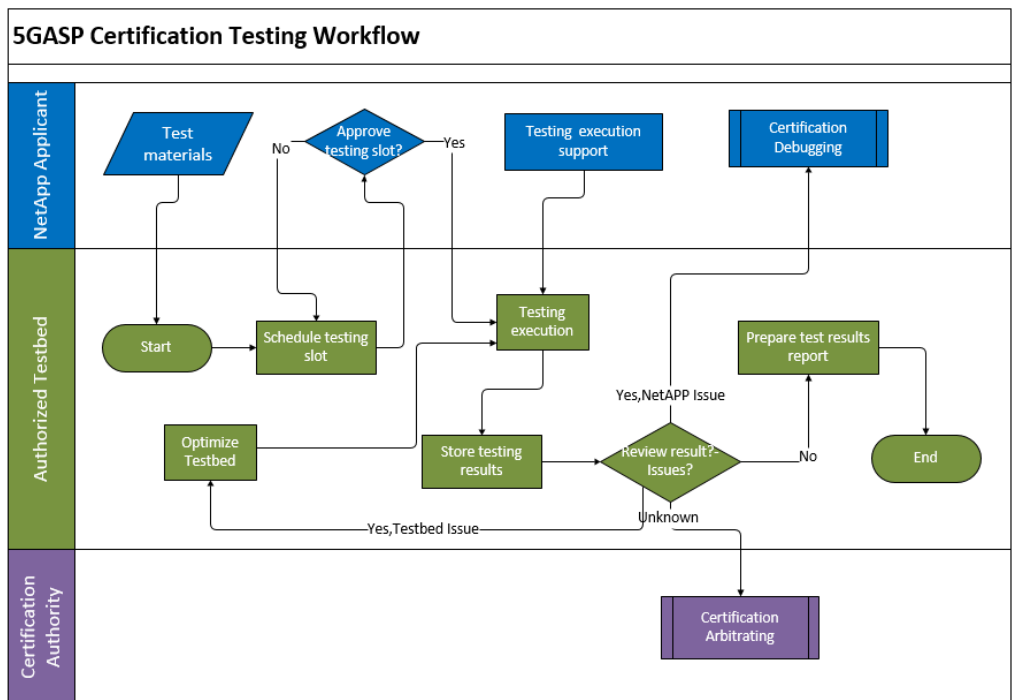 5GASP Certification Testing Workflow
NetApp Applicant
Test
materials
Approve
testing slot?
No
Yes
Testing execution
support
Certification
Debugging
Authorized Testbed
Start
Schedule testing
slot
Testing
execution
Prepare test results
report
Yes,NetAPP Issue
Optimize
Testbed
Store testing
results
Review result?-
Issues?
No
End
Unknown
Yes,Testbed Issue
Certification
Authority
Certification
Arbitrating